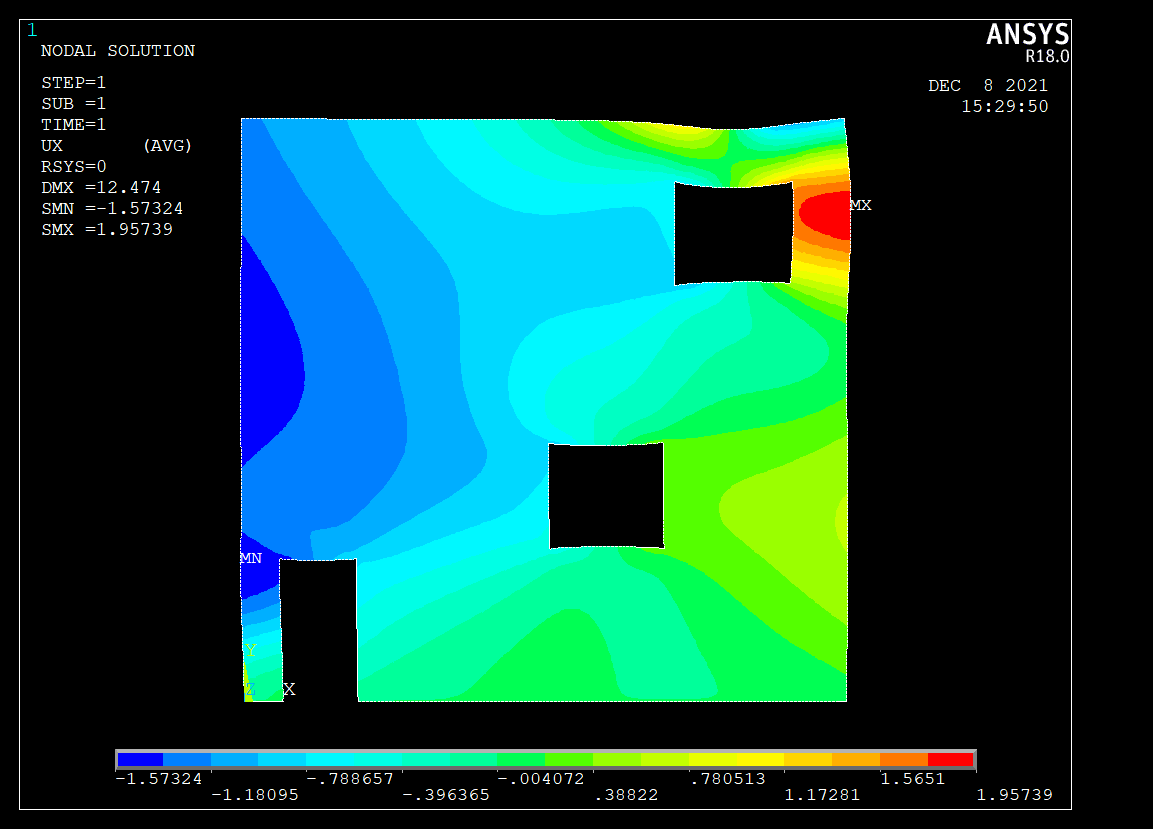 1
ANSYS
R18.0
NODAL SOLUTION
STEP=1
SUB =1
TIME=1
UX (AVG)
RSYS=0
DMX =12.474
SMN =-1.57324
SMX =1.95739
DEC 8 2021
15:29:50
MX
MN
Y
Z X
-1.57324 -.788657 -.004072 .780513 1.5651
-1.18095 -.396365 .38822 1.17281 1.95739